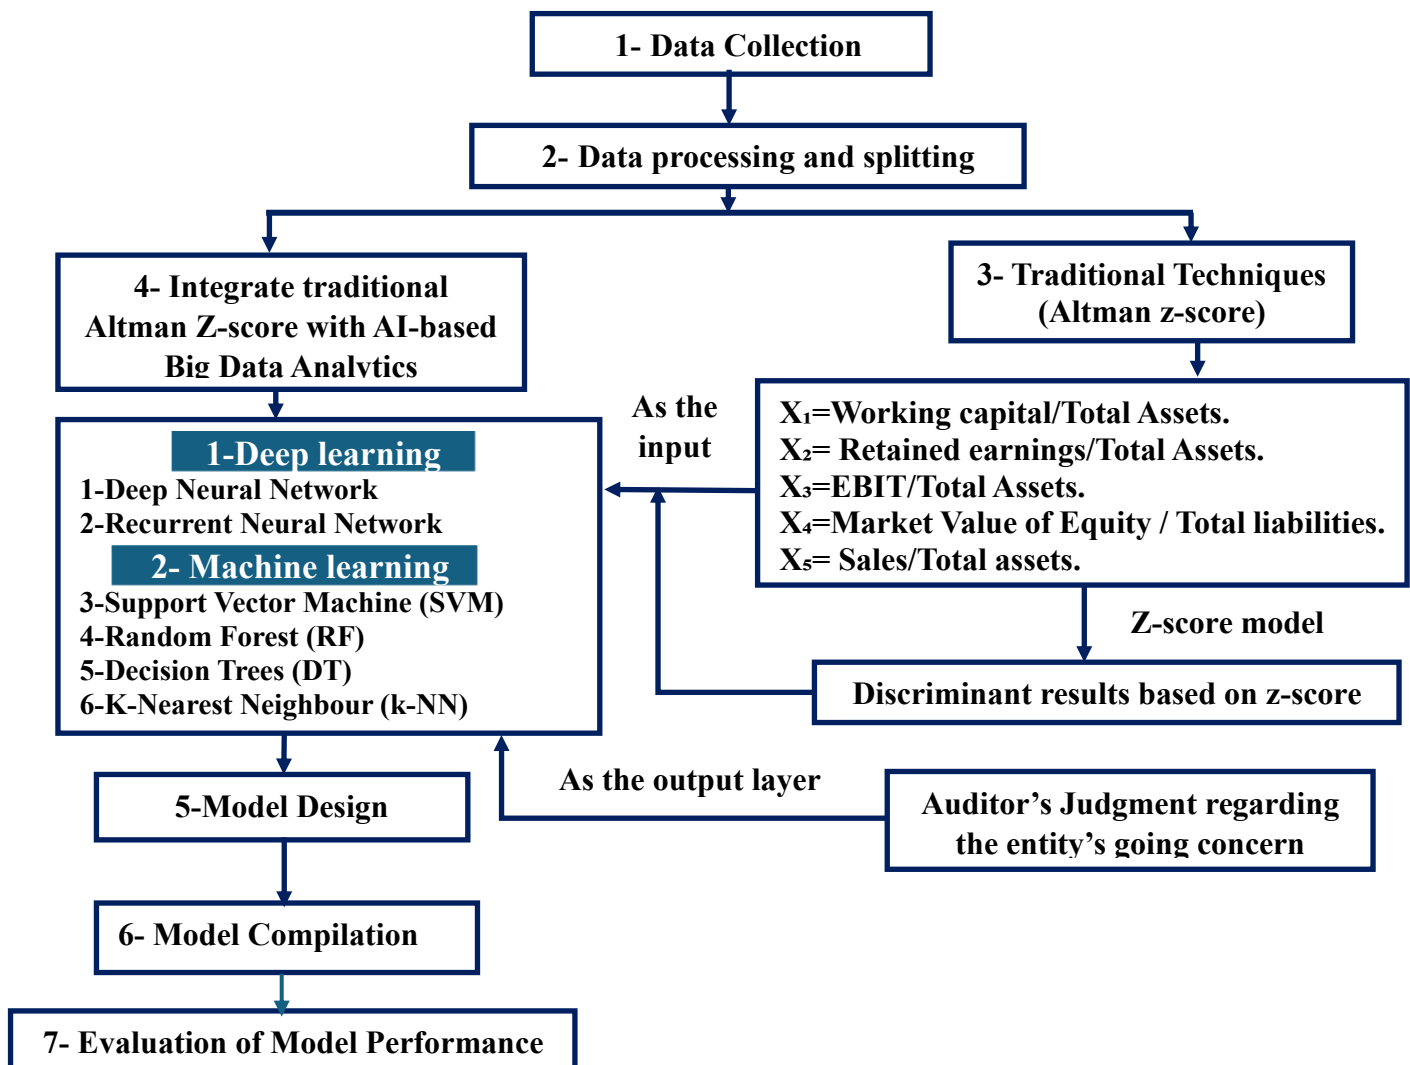 1- Data Collection
2- Data processing and splitting
4- Integrate traditional
Altman Z-score with AI-based
Big Data Analytics
3- Traditional Techniques
(Altman z-score)
As the
input
X₁=Working capital/Total Assets.
X₂= Retained earnings/Total Assets.
X₃=EBIT/Total Assets.
X₄=Market Value of Equity / Total liabilities.
X₅= Sales/Total assets.
1-Deep learning
1-Deep Neural Network
2-Recurrent Neural Network
2- Machine learning
3-Support Vector Machine (SVM)
4-Random Forest (RF)
5-Decision Trees (DT)
6-K-Nearest Neighbour (k-NN)
Z-score model
Discriminant results based on z-score
As the output layer
Auditor’s Judgment regarding
the entity’s going concern
5-Model Design
6- Model Compilation
7- Evaluation of Model Performance